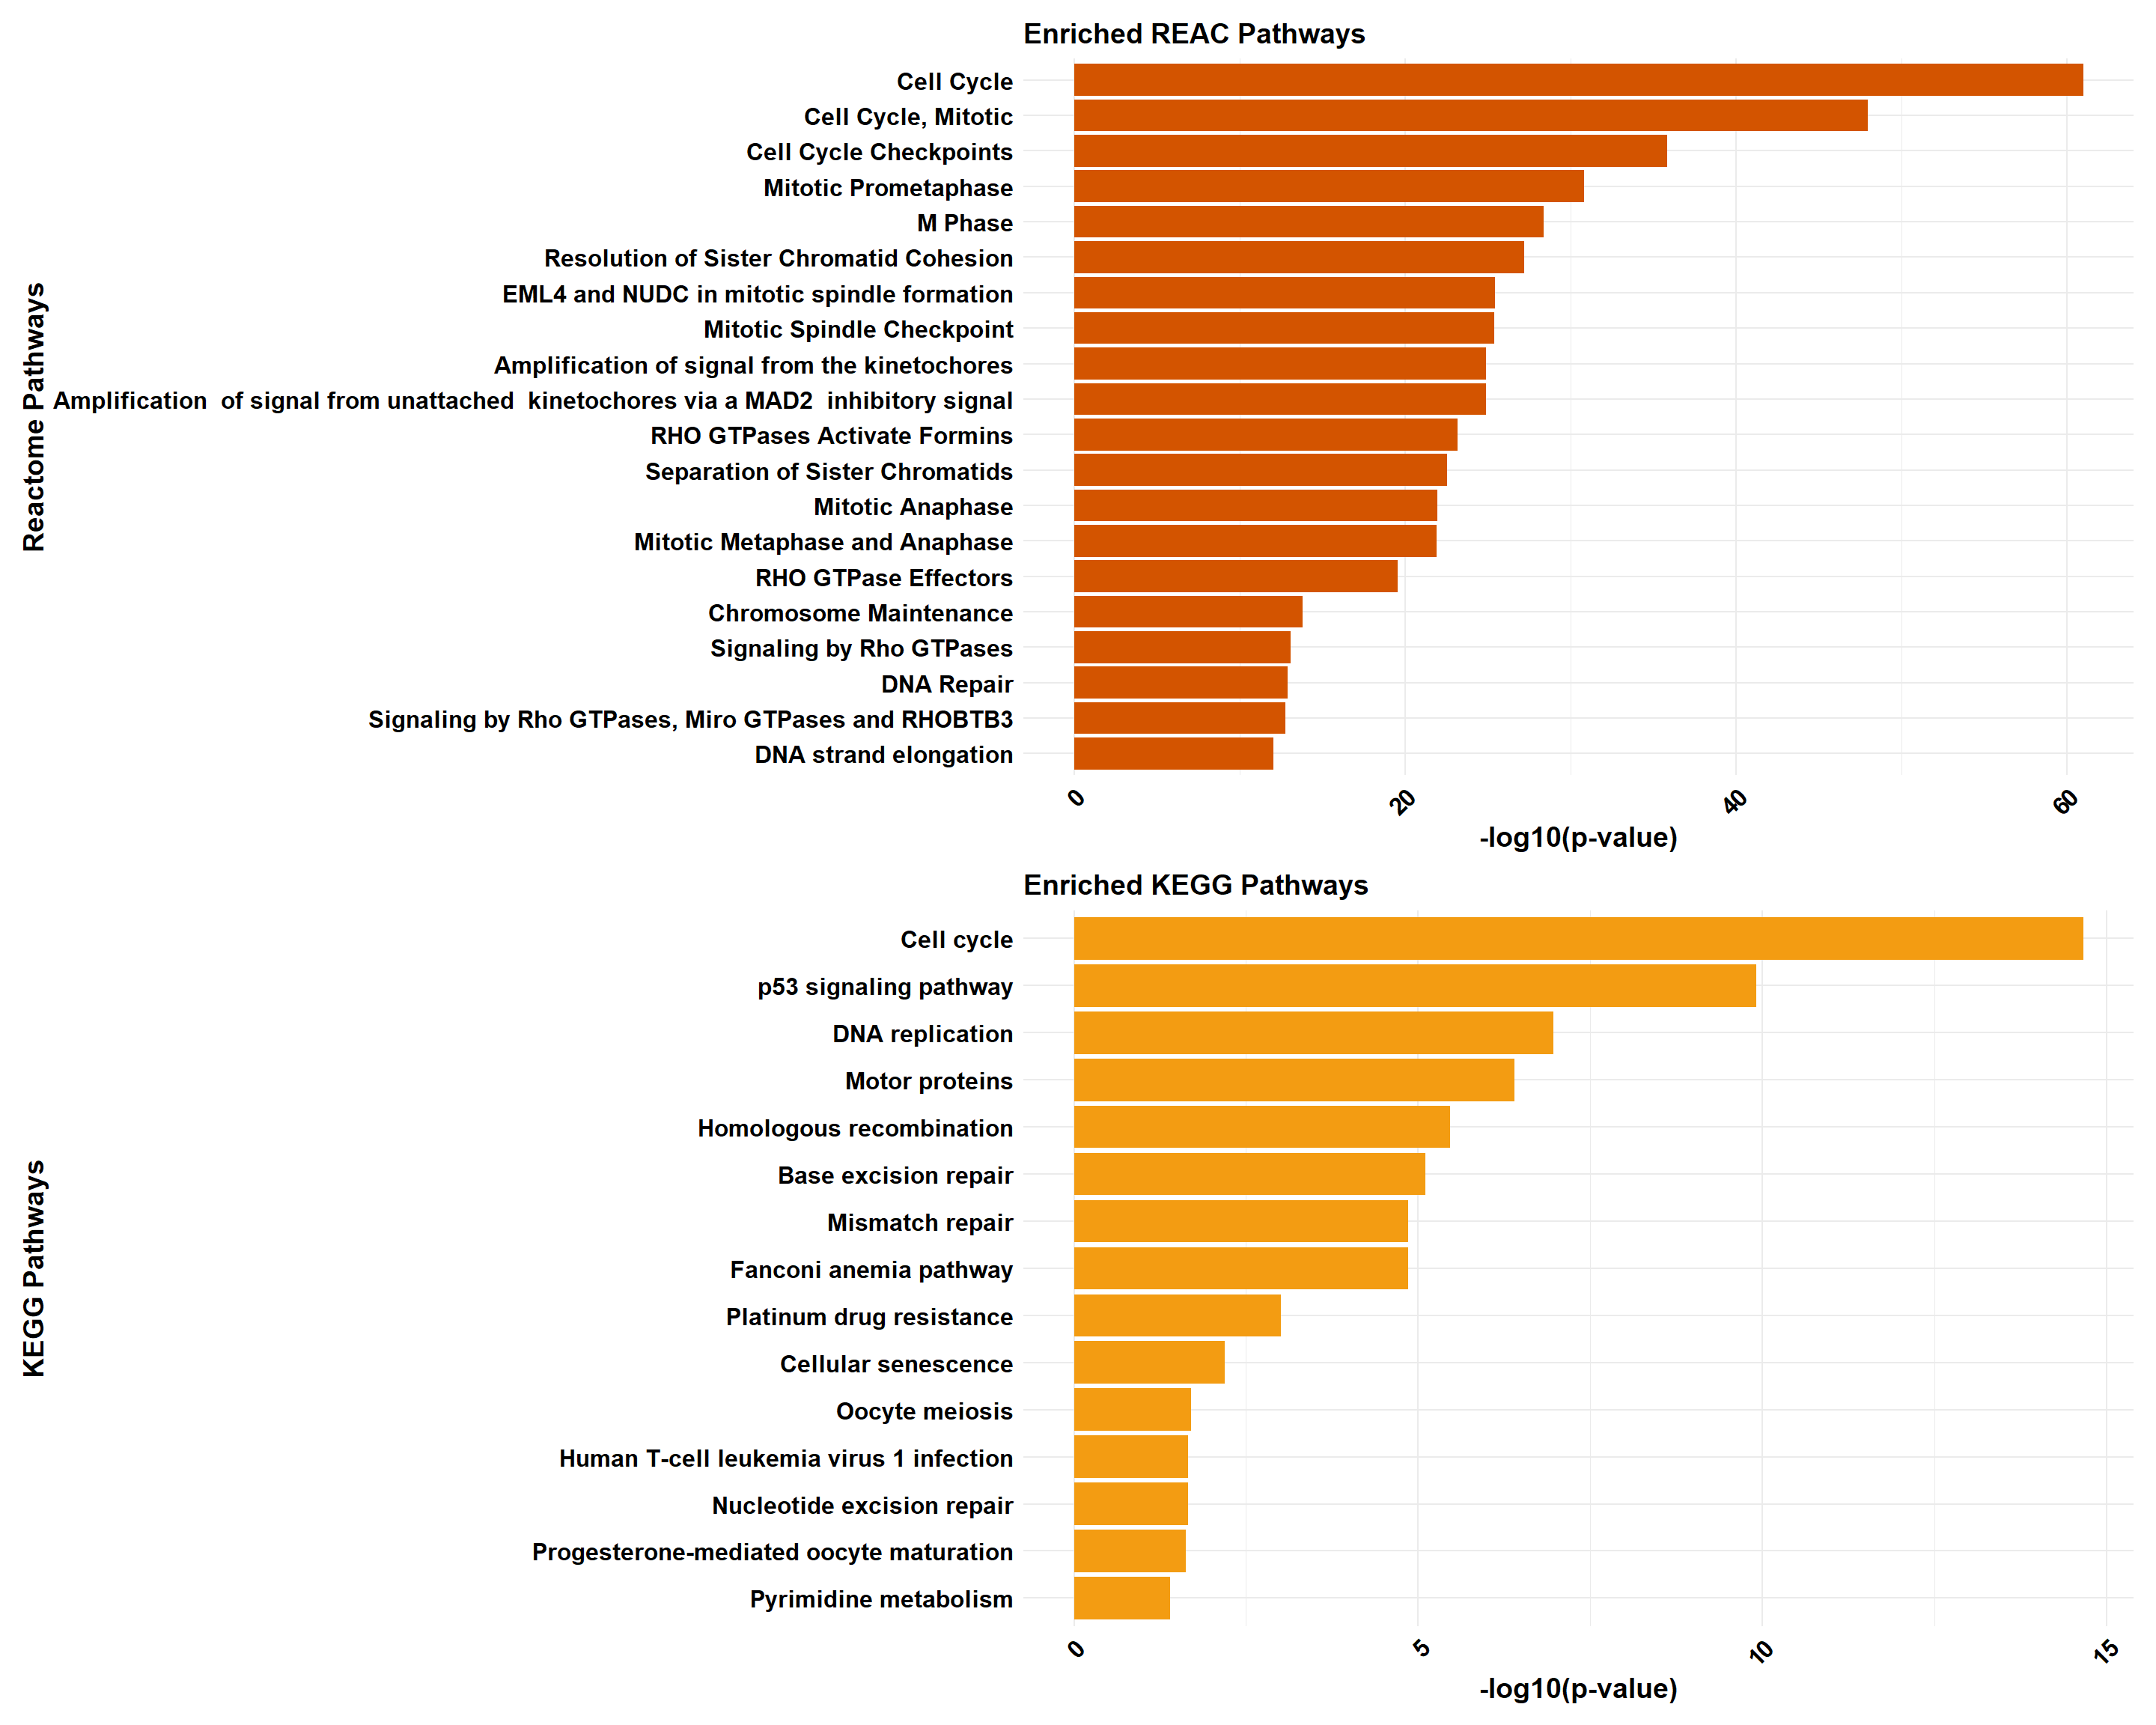 Enriched REAC Pathways
Reactome Pathways
Cell Cycle
Cell Cycle, Mitotic
Cell Cycle Checkpoints
Mitotic Prometaphase
M Phase
Resolution of Sister Chromatid Cohesion
EML4 and NUDC in mitotic spindle formation
Mitotic Spindle Checkpoint
Amplification of signal from the kinetochores
Amplification  of signal from unattached  kinetochores via a MAD2  inhibitory signal
RHO GTPases Activate Formins
Separation of Sister Chromatids
Mitotic Anaphase
Mitotic Metaphase and Anaphase
RHO GTPase Effectors
Chromosome Maintenance
Signaling by Rho GTPases
DNA Repair
Signaling by Rho GTPases, Miro GTPases and RHOBTB3
DNA strand elongation
0 20 40 60
-log10(p-value)
Enriched KEGG Pathways
KEGG Pathways
Cell cycle
p53 signaling pathway
DNA replication
Motor proteins
Homologous recombination
Base excision repair
Mismatch repair
Fanconi anemia pathway
Platinum drug resistance
Cellular senescence
Oocyte meiosis
Human T-cell leukemia virus 1 infection
Nucleotide excision repair
Progesterone-mediated oocyte maturation
Pyrimidine metabolism
0 5 10 15
-log10(p-value)